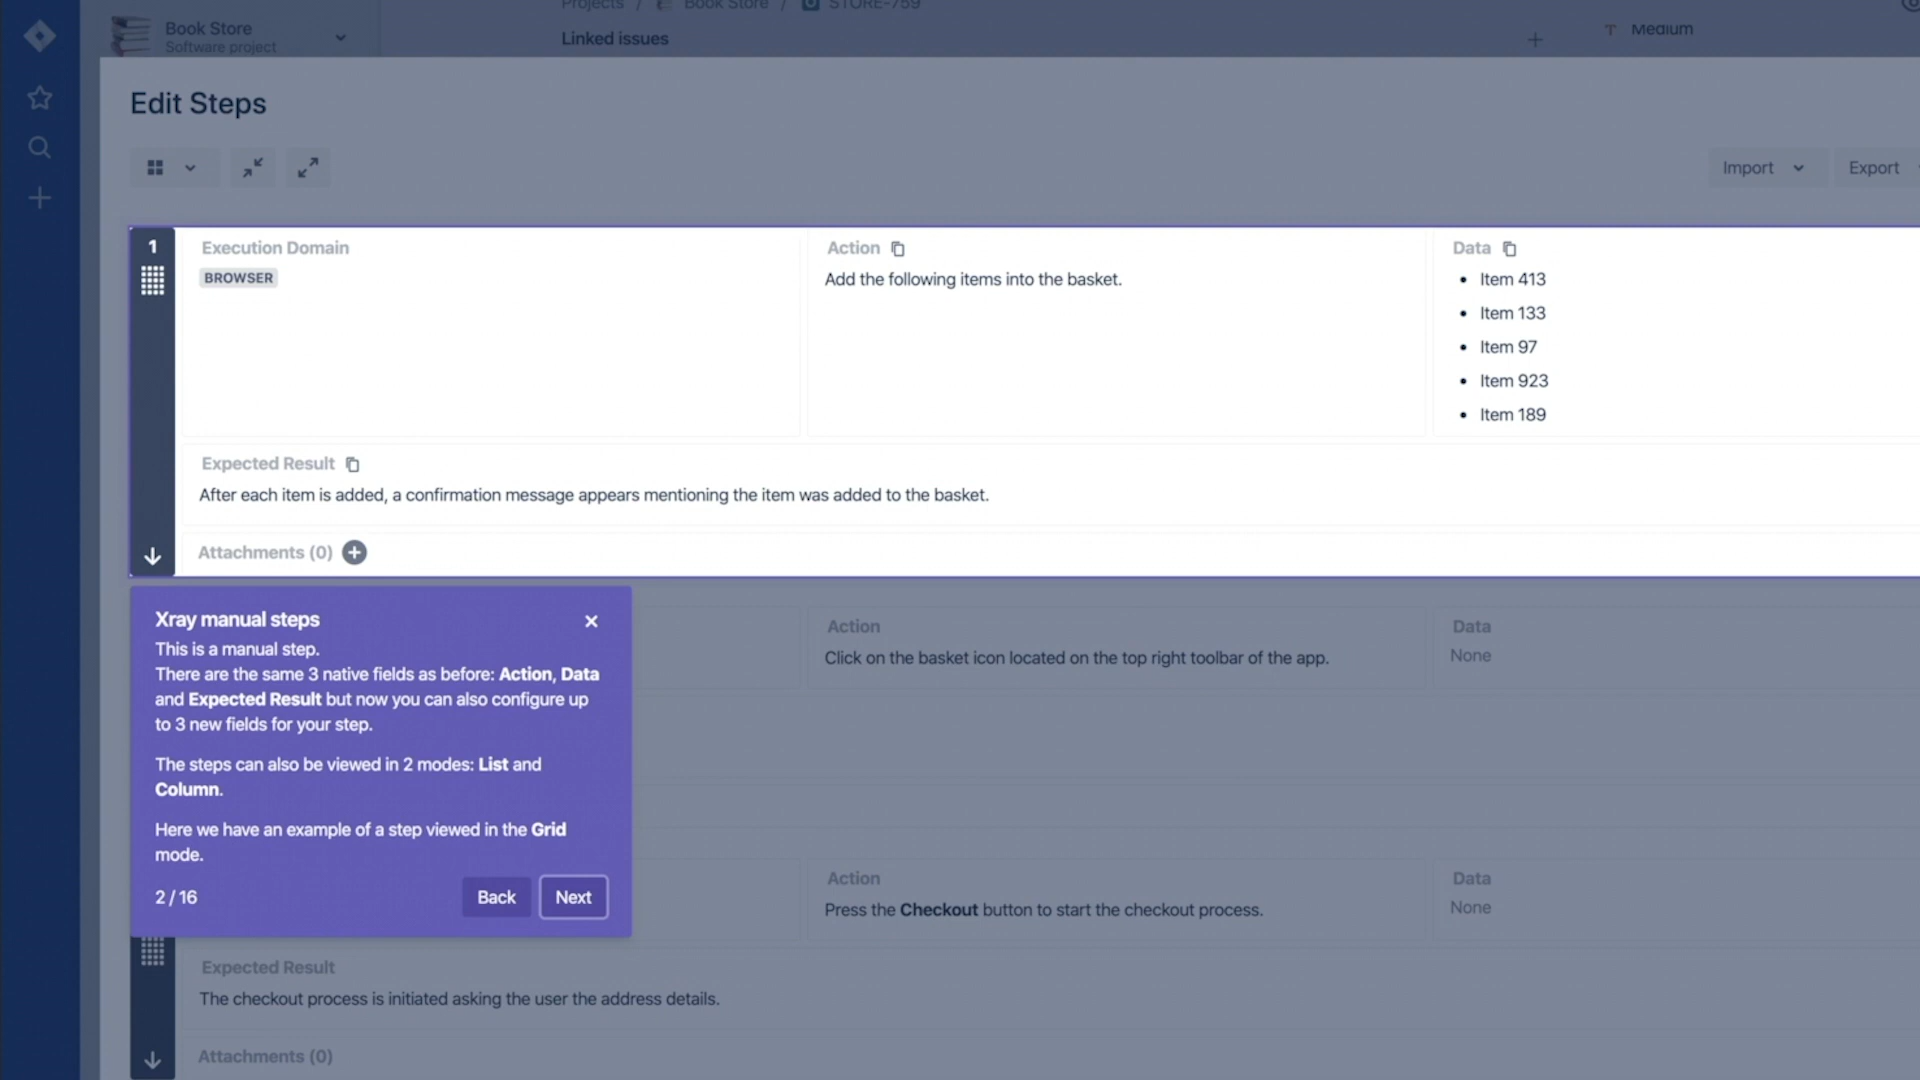 Projects / Book Store / STORE-759
Book Store
Software project
Linked issues
Medium
Edit Steps
Import
Export
1
Execution Domain
BROWSER
Action
Add the following items into the basket.
Data
• Item 413
• Item 133
• Item 97
• Item 923
• Item 189
Expected Result
After each item is added, a confirmation message appears mentioning the item was added to the basket.
Attachments (0)
Xray manual steps
This is a manual step.
There are the same 3 native fields as before: Action, Data
and Expected Result but now you can also configure up
to 3 new fields for your step.
The steps can also be viewed in 2 modes: List and
Column.
Here we have an example of a step viewed in the Grid
mode.
2 / 16
Back
Next
Action
Click on the basket icon located on the top right toolbar of the app.
Data
None
Action
Press the Checkout button to start the checkout process.
Data
None
Expected Result
The checkout process is initiated asking the user the address details.
Attachments (0)